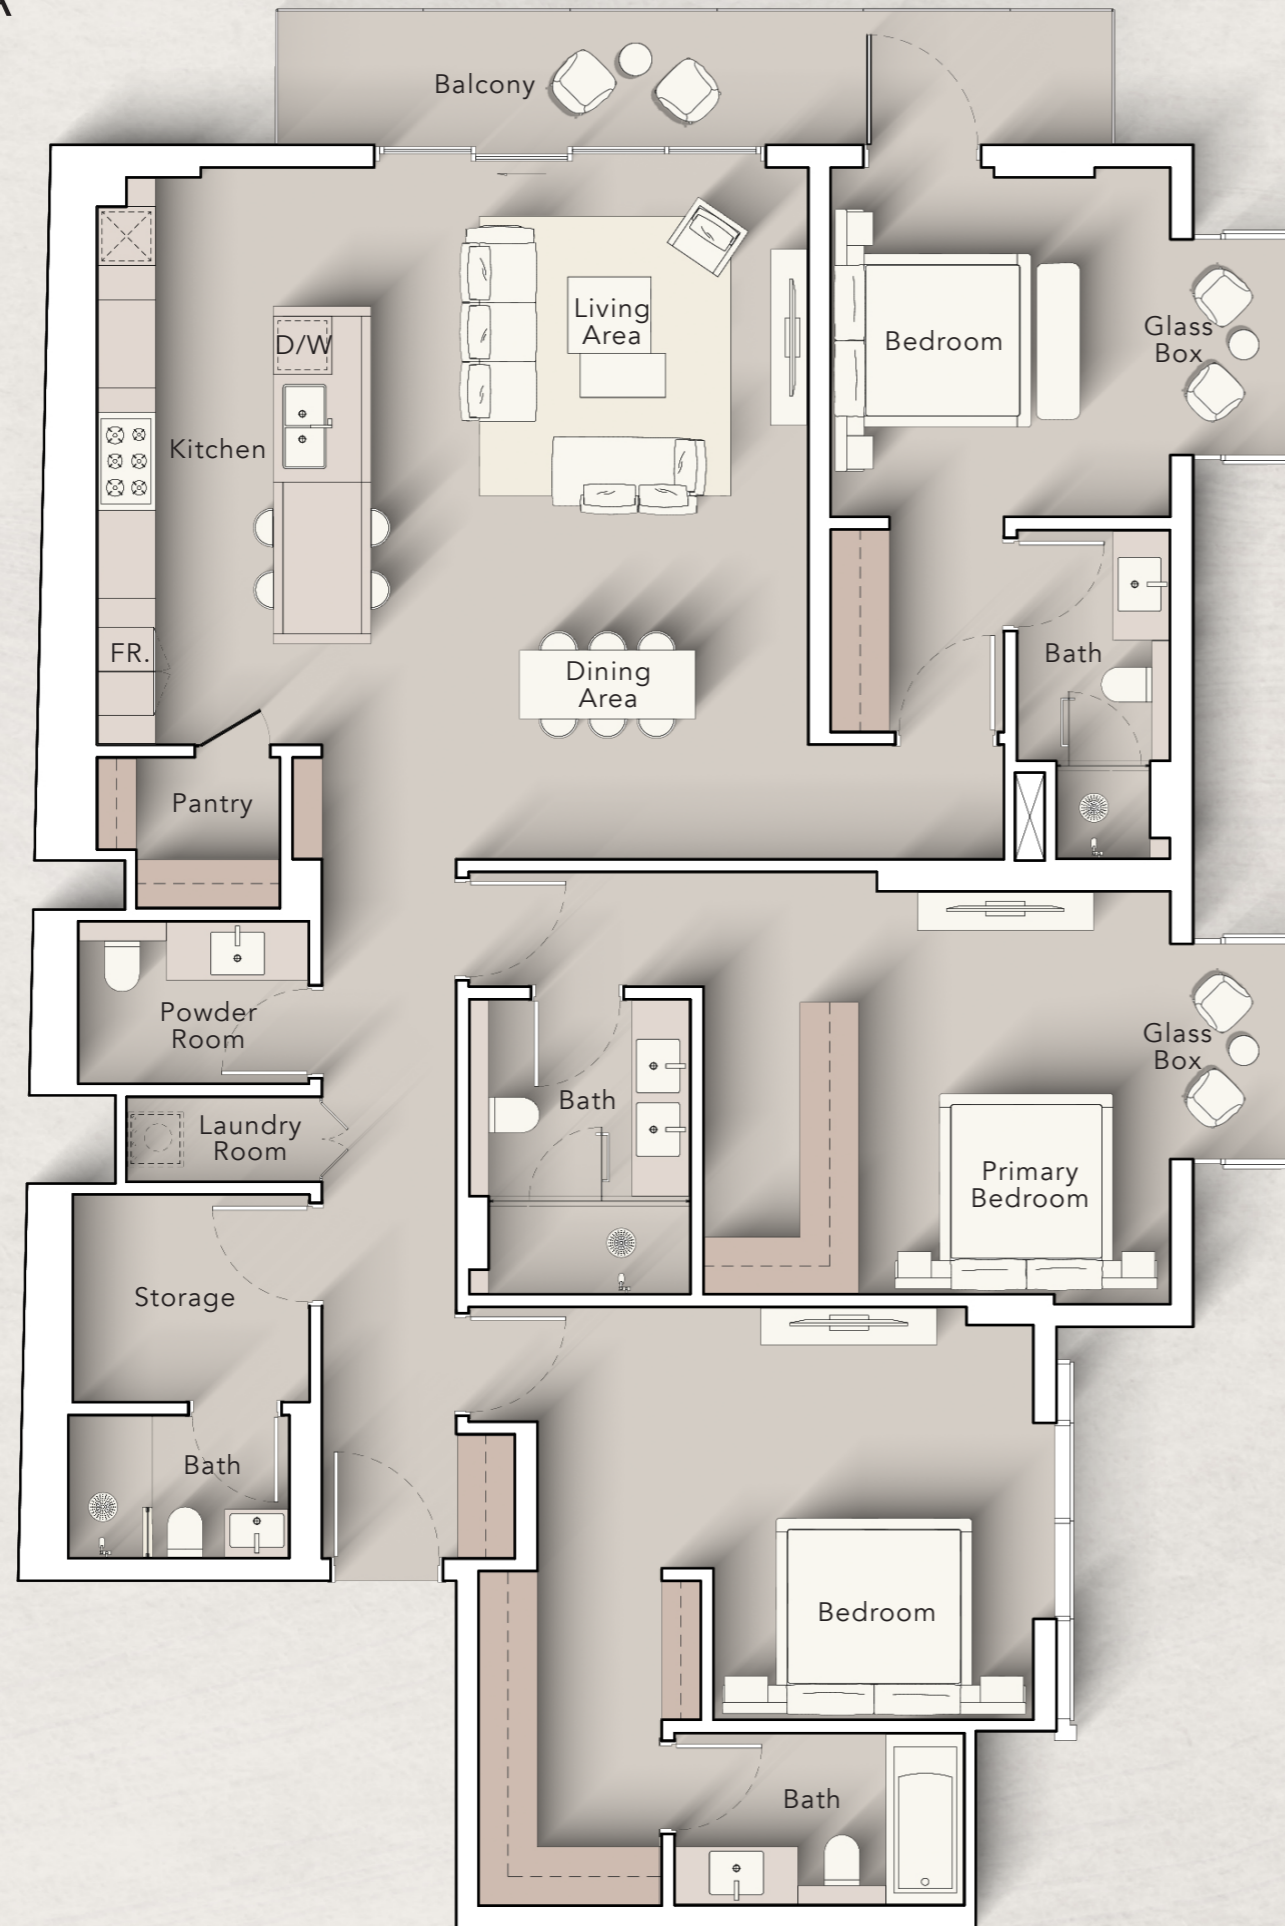 Balcony
Living
Area
Bedroom
Glass
Box
D/W
Kitchen
FR.
Dining
Area
Bath
Pantry
Powder
Room
Glass
Box
Bath
Laundry
Room
Primary
Bedroom
Storage
Bath
Bedroom
Bath